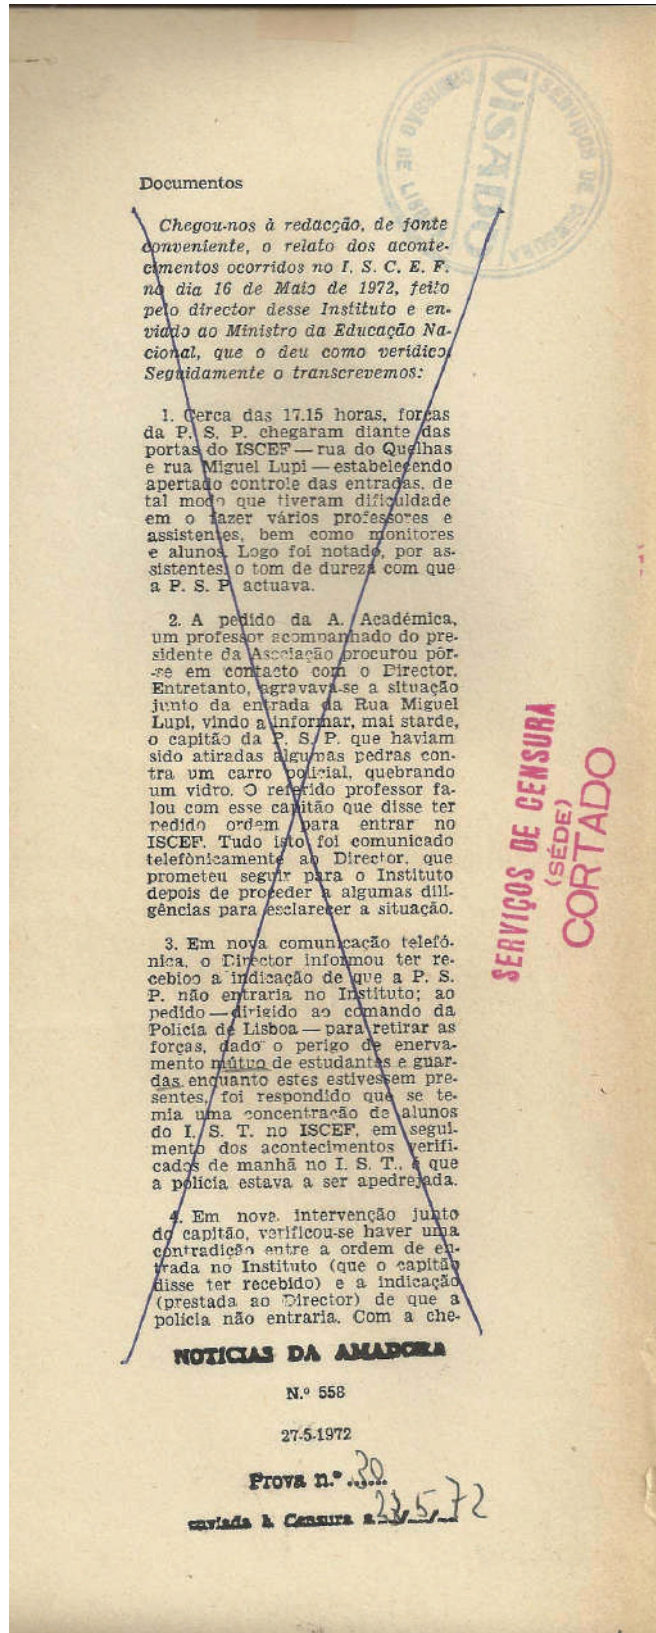 SERVIÇOS DE CENSURA
COMISSÃO DE
VISADO
Documentos
Chegou-nos à redacção, de fonte
conveniente, o relato dos aconte-
cimentos ocorridos no I. S. C. E. F.
no dia 16 de Maio de 1972, feito
pelo director desse Instituto e en-
viado ao Ministro da Educação Na-
cional, que o deu como verídico.
Seguidamente o transcrevemos:
1. Cerca das 17.15 horas, forças
da P. S. P. chegaram diante das
portas do ISCEF — rua do Quelhas
e rua Miguel Lupi — estabelecendo
apertado controle das entradas, de
tal modo que tiveram dificuldade
em o fazer vários professores e
assistentes, bem como monitores
e alunos. Logo foi notado, por as-
sistentes, o tom de dureza com que
a P. S. P. actuava.
2. A pedido da A. Académica,
um professor acompanhado do pre-
sidente da Associação procurou pôr-
-se em contacto com o Director.
Entretanto, agravava-se a situação
junto da entrada da Rua Miguel
Lupi, vindo a informar, mai starde,
o capitão da P. S. P. que haviam
sido atiradas algumas pedras con-
tra um carro policial, quebrando
um vidro. O referido professor fa-
lou com esse capitão que disse ter
pedido ordem para entrar no
ISCEF. Tudo isto foi comunicado
telefònicamente ao Director, que
prometeu seguir para o Instituto
depois de proceder a algumas dili-
gências para esclarecer a situação.
3. Em nova comunicação telefó-
nica, o Director informou ter re-
cebido a indicação de que a P. S.
P. não entraria no Instituto; ao
pedido — dirigido ao comando da
Polícia de Lisboa — para retirar as
forças, dado o perigo de enerva-
mento mútuo de estudantes e guar-
das enquanto estes estivessem pre-
sentes, foi respondido que se te-
mia uma concentração de alunos
do I. S. T. no ISCEF, em segui-
mento dos acontecimentos verifi-
cados de manhã no I. S. T., é que
a polícia estava a ser apedrejada.
4. Em nova intervenção junto
do capitão, verificou-se haver uma
contradição entre a ordem de en-
trada no Instituto (que o capitão
disse ter recebido) e a indicação
(prestada ao Director) de que a
polícia não entraria. Com a che-
SERVIÇOS DE CENSURA
(SÉDE)
CORTADO
NOTICIAS DA AMADORA
N.º 558
27-5-1972
Prova n.º 30
enviada à Censura a 23/5/72